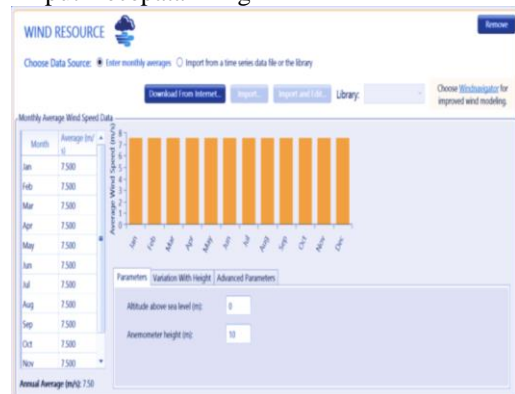 WIND RESOURCE
Remove
Choose Data Source: Enter monthly averages Import from a time series data file or the library
Download From Internet... Import... Import and Edit... Library:
Choose Windnavigator for improved wind modeling.
Monthly Average Wind Speed Data
Month Average (m/s)
Jan 7.500
Feb 7.500
Mar 7.500
Apr 7.500
May 7.500
Jun 7.500
Jul 7.500
Aug 7.500
Sep 7.500
Oct 7.500
Nov 7.500
Annual Average (m/s): 7.50
Average Wind Speed (m/s)
8
7
6
5
4
3
2
1
0
Jan Feb Mar Apr May Jun Jul Aug Sep Oct Nov Dec
Parameters Variation With Height Advanced Parameters
Altitude above sea level (m): 0
Anemometer height (m): 10